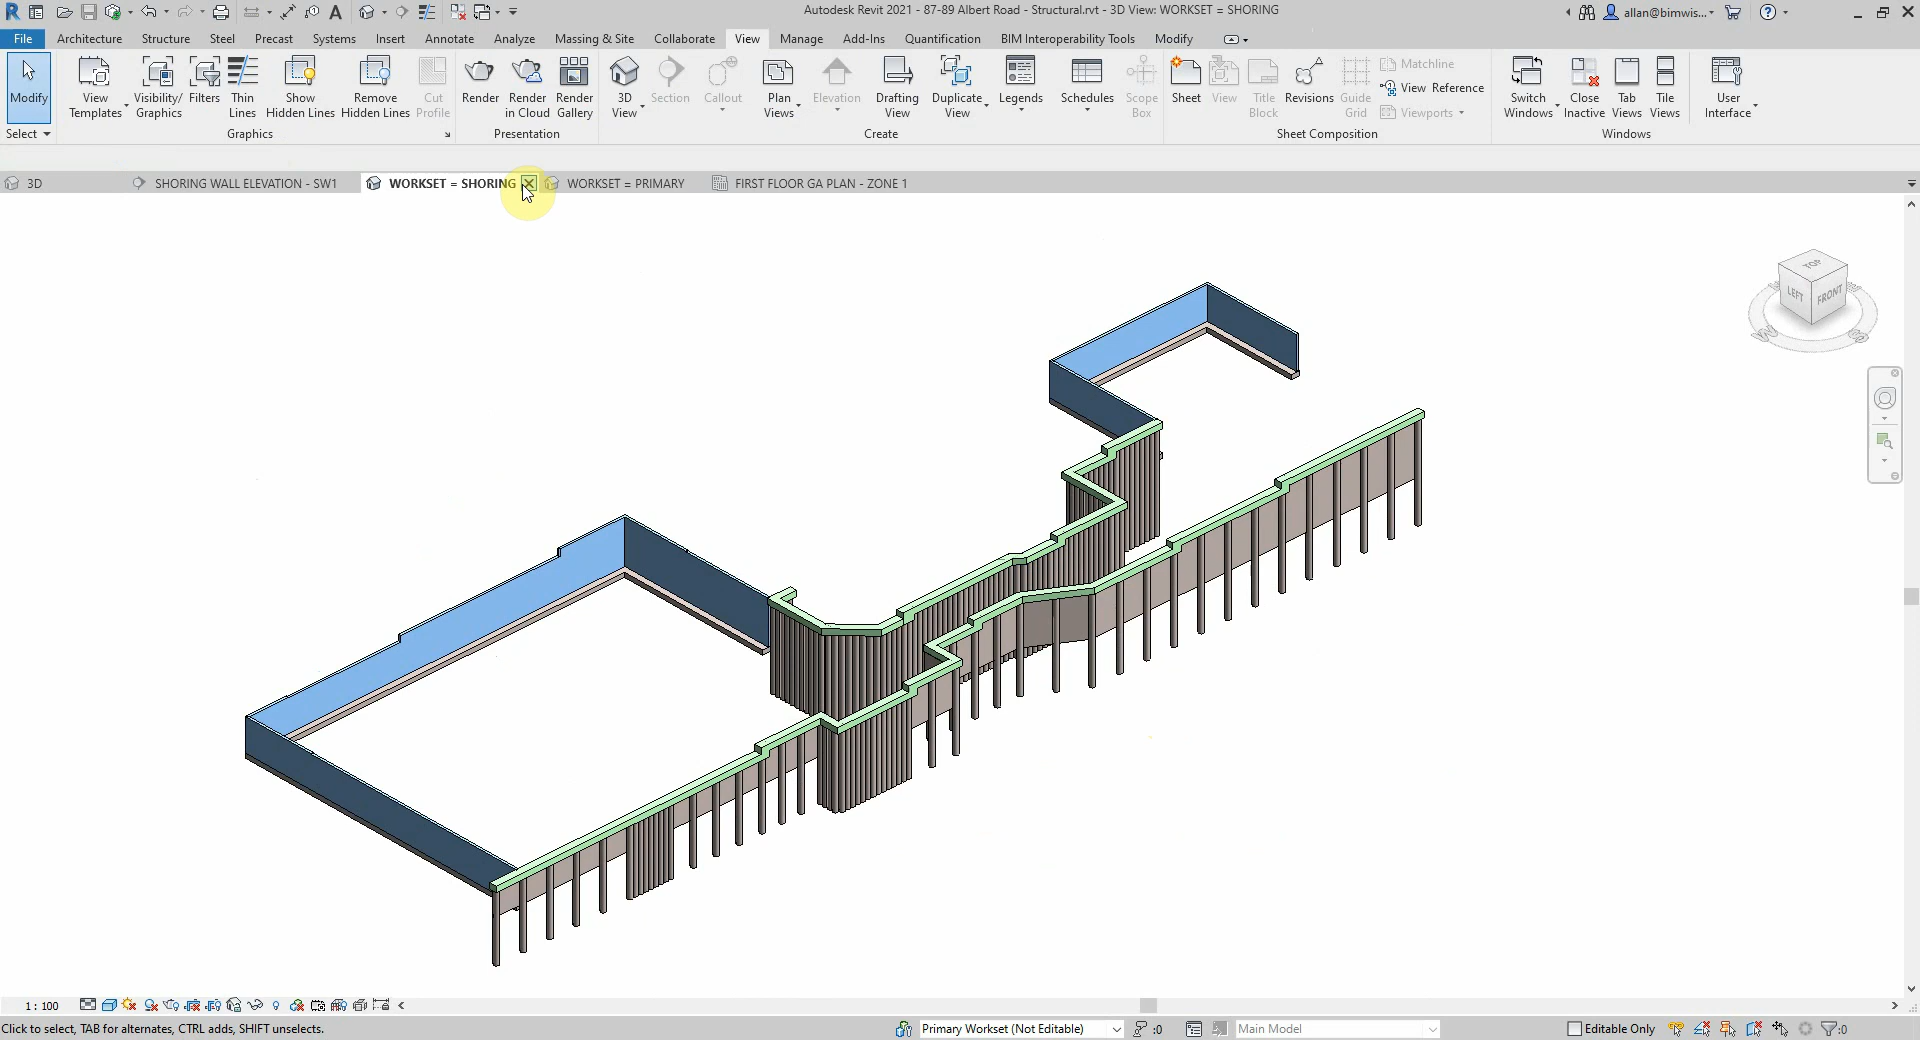 Autodesk Revit 2021 - 87-89 Albert Road - Structural.rvt - 3D View: WORKSET = SHORING
allan@bimwis...
File Architecture Structure Steel Precast Systems Insert Annotate Analyze Massing & Site Collaborate View Manage Add-Ins Quantification BIM Interoperability Tools Modify
Modify
View Templates
Visibility/ Graphics
Filters
Thin Lines
Show Hidden Lines
Remove Hidden Lines
Cut Profile
Render
Render in Cloud
Render Gallery
3D View
Section
Callout
Plan Views
Elevation
Drafting View
Duplicate View
Legends
Schedules
Scope Box
Sheet
View
Title Block
Revisions
Guide Grid
Matchline
View Reference
Viewports
Switch Windows
Close Inactive
Tab Views
Tile Views
User Interface
Select Graphics Presentation Create Sheet Composition Windows
3D SHORING WALL ELEVATION - SW1 WORKSET = SHORING WORKSET = PRIMARY FIRST FLOOR GA PLAN - ZONE 1
TOP
LEFT FRONT
W S
1 : 100
Click to select, TAB for alternates, CTRL adds, SHIFT unselects. Primary Workset (Not Editable) :0 Main Model Editable Only :0